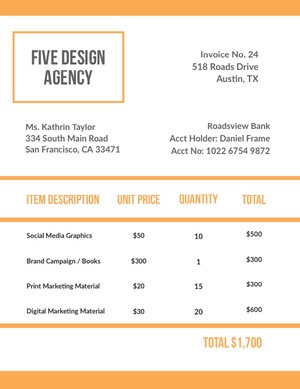 FIVE DESIGN
AGENCY
Invoice No. 24
518 Roads Drive
Austin, TX
Ms. Kathrin Taylor
334 South Main Road
San Francisco, CA 33471
Roadsview Bank
Acct Holder: Daniel Frame
Acct No: 1022 6754 9872
ITEM DESCRIPTION UNIT PRICE QUANTITY TOTAL
Social Media Graphics $50 10 $500
Brand Campaign / Books $300 1 $300
Print Marketing Material $20 15 $300
Digital Marketing Material $30 20 $600
TOTAL $1,700